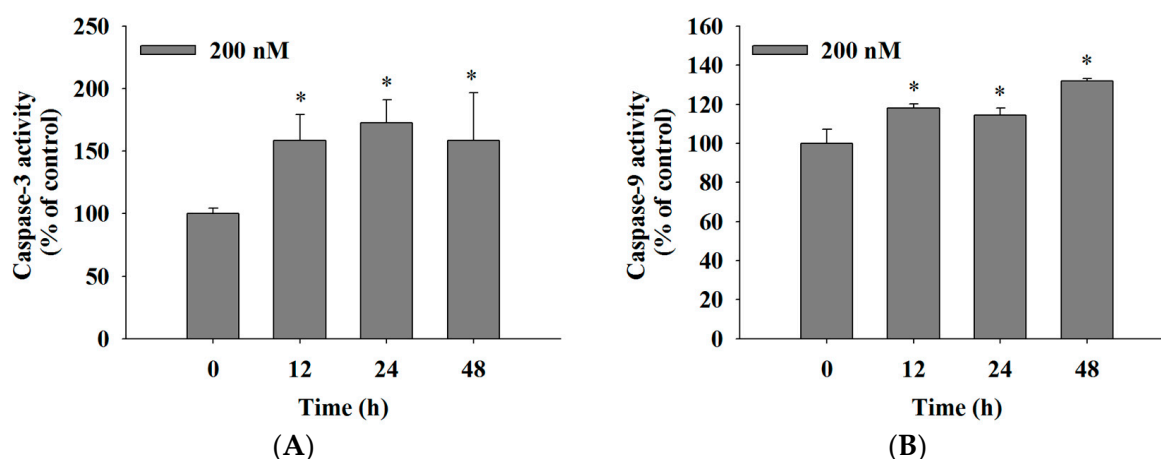 250
200
150
100
50
0
Caspase-3 activity
(% of control)
200 nM
*
*
*
0 12 24 48
Time (h)
(A)
160
140
120
100
80
60
40
20
0
Caspase-9 activity
(% of control)
200 nM
*
*
*
0 12 24 48
Time (h)
(B)